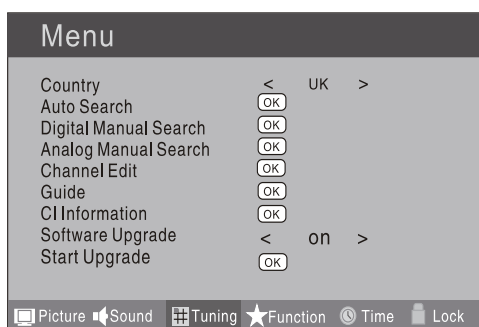 Menu
Country < UK >
Auto Search OK
Digital Manual Search OK
Analog Manual Search OK
Channel Edit OK
Guide OK
CI Information OK
Software Upgrade < on >
Start Upgrade OK
Picture Sound Tuning Function Time Lock